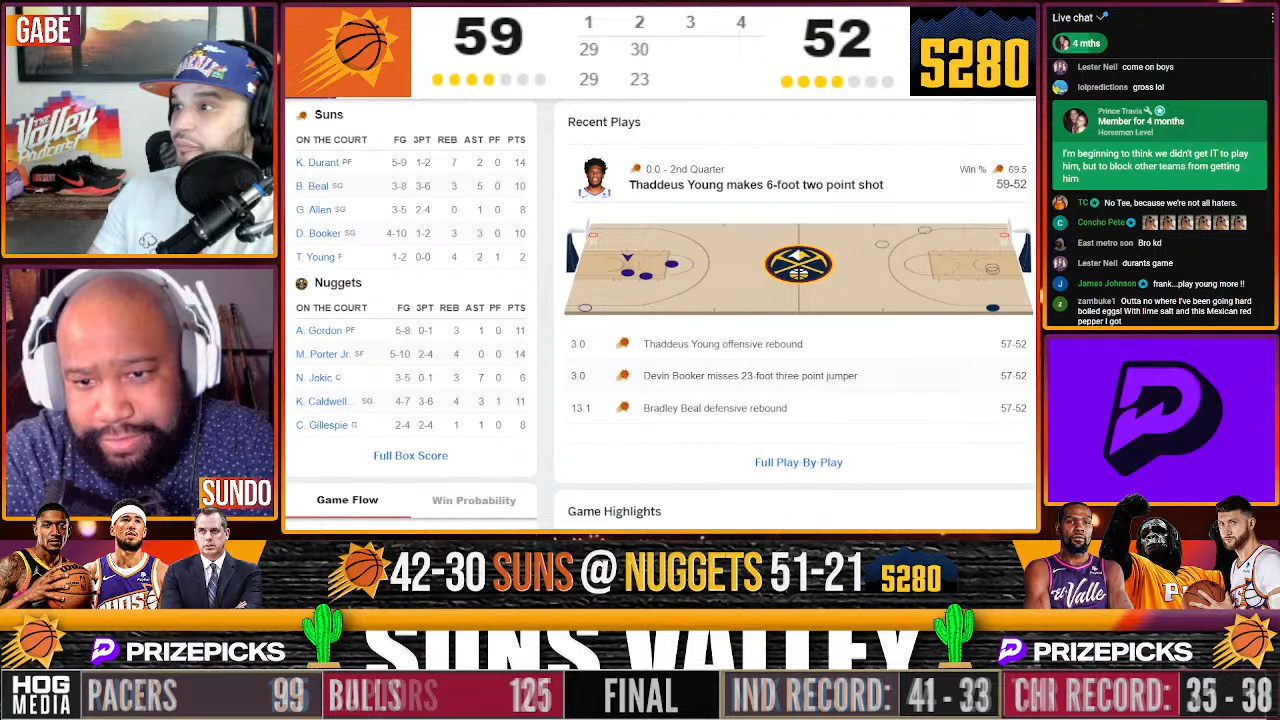 GABE
The Valley Podcast
SUNDO
59
52
1 2 3 4
29 30
29 23
5280
Suns
ON THE COURT FG 3PT REB AST PF PTS
K. Durant PF 5-9 1-2 7 2 0 14
B. Beal SG 3-8 3-6 3 5 0 10
G. Allen SG 3-5 2-4 0 1 0 8
D. Booker SG 4-10 1-2 3 3 0 10
T. Young F 1-2 0-0 4 2 1 2
Nuggets
ON THE COURT FG 3PT REB AST PF PTS
A. Gordon PF 5-8 0-1 3 1 0 11
M. Porter Jr. SF 5-10 2-4 4 0 0 14
N. Jokic C 3-5 0-1 3 7 0 6
K. Caldwell... SG 4-7 3-6 4 3 1 11
C. Gillespie G 2-4 2-4 1 1 0 8
Full Box Score
Game Flow Win Probability
Recent Plays
0.0 - 2nd Quarter Win % 69.5
Thaddeus Young makes 6-foot two point shot 59-52
3.0 Thaddeus Young offensive rebound 57-52
3.0 Devin Booker misses 23-foot three point jumper 57-52
13.1 Bradley Beal defensive rebound 57-52
Full Play-By-Play
Game Highlights
Live chat
4 mths
Lester Neil come on boys
lolpredictions gross lol
Prince Travis
Member for 4 months
Horsemen Level
I'm beginning to think we didn't get IT to play
him, but to block other teams from getting
him
TC No Tee, because we're not all haters.
Concho Pete
East metro son Bro kd
Lester Neil durants game
James Johnson frank...play young more !!
zambuke1 Outta no where I've been going hard
boiled eggs! With lime salt and this Mexican red
pepper I got
42-30 SUNS @ NUGGETS 51-21 5280
PRIZEPICKS SUNS VALLEY PRIZEPICKS
HOG
MEDIA
PACERS 99 BULLS 125 FINAL IND RECORD: 41 - 33 CHI RECORD: 35 - 38